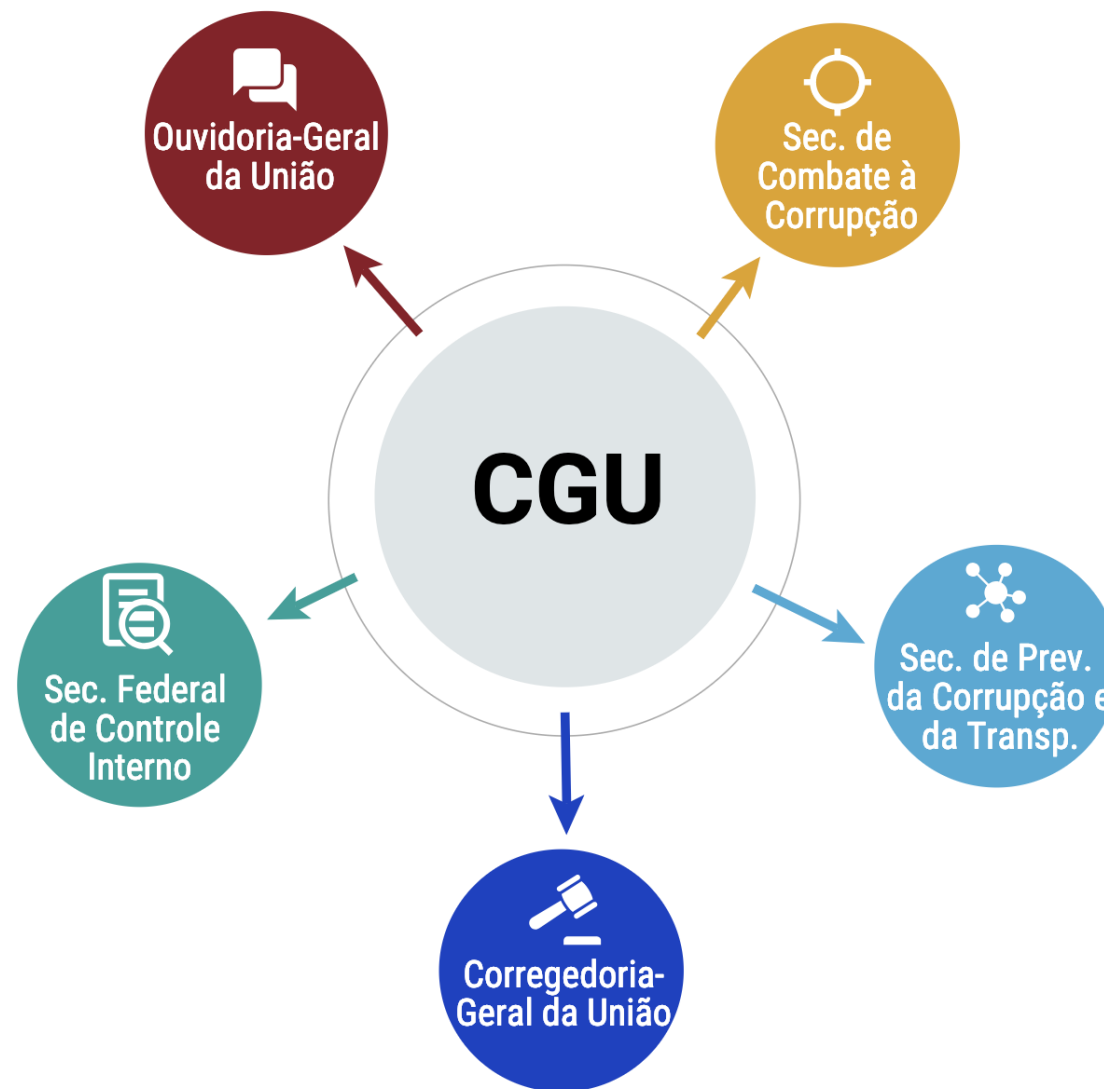 Ouvidoria-Geral
da União
Sec. de
Combate à
Corrupção
CGU
Sec. Federal
de Controle
Interno
Sec. de Prev.
da Corrupção e
da Transp.
Corregedoria-
Geral da União